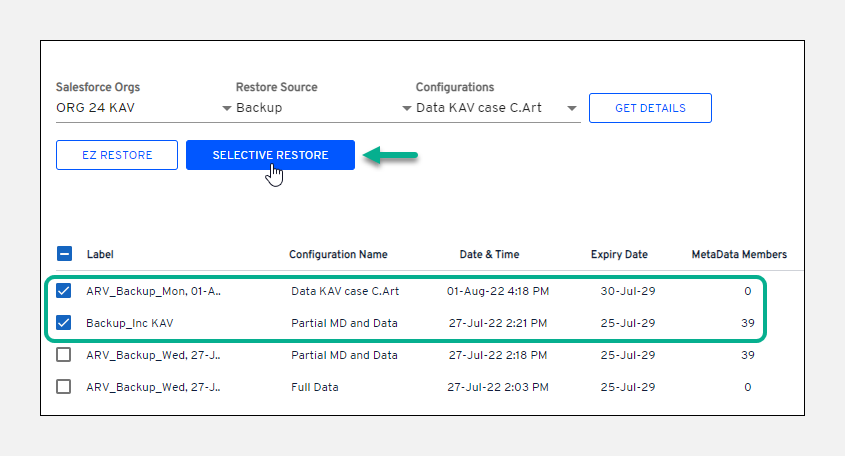 Salesforce Orgs Restore Source Configurations
ORG 24 KAV Backup Data KAV case C.Art GET DETAILS
EZ RESTORE SELECTIVE RESTORE
Label Configuration Name Date & Time Expiry Date MetaData Members
ARV_Backup_Mon, 01-A.. Data KAV case C.Art 01-Aug-22 4:18 PM 30-Jul-29 0
Backup_Inc KAV Partial MD and Data 27-Jul-22 2:21 PM 25-Jul-29 39
ARV_Backup_Wed, 27-J.. Partial MD and Data 27-Jul-22 2:18 PM 25-Jul-29 39
ARV_Backup_Wed, 27-J.. Full Data 27-Jul-22 2:03 PM 25-Jul-29 0